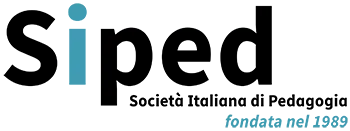 Siped
Società Italiana di Pedagogia
fondata nel 1989